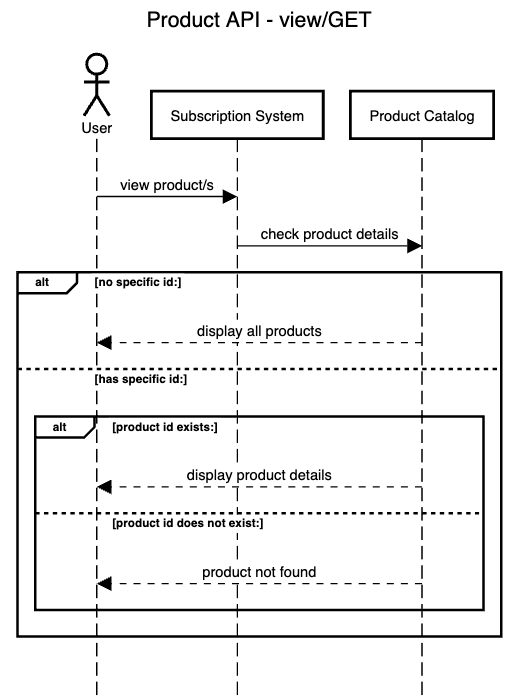 Product API - view/GET
User
Subscription System
Product Catalog
view product/s
check product details
alt
[no specific id:]
display all products
[has specific id:]
alt
[product id exists:]
display product details
[product id does not exist:]
product not found